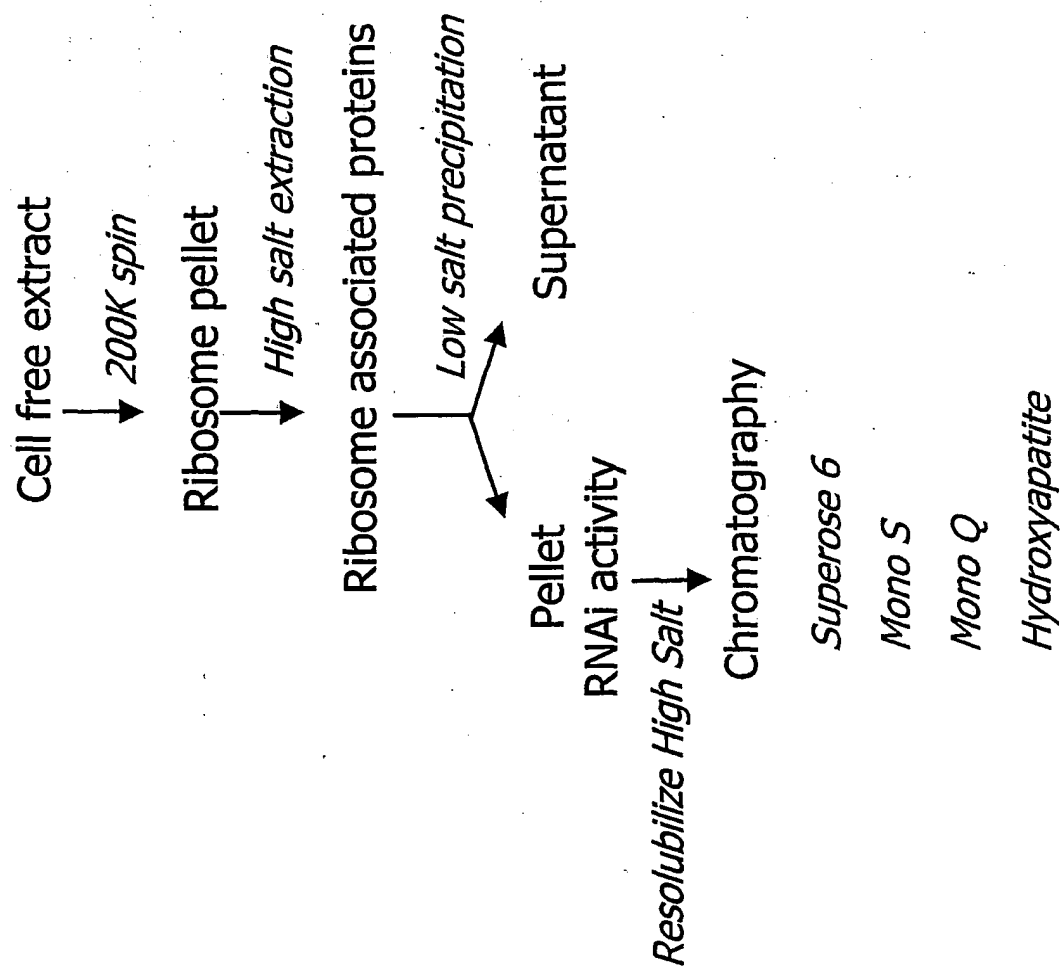 Cell free extract
200K spin
Ribosome pellet
High salt extraction
Ribosome associated proteins
Low salt precipitation
Pellet
Supernatant
RNAi activity
Resolubilize High Salt
Chromatography
Superose 6
Mono S
Mono Q
Hydroxyapatite